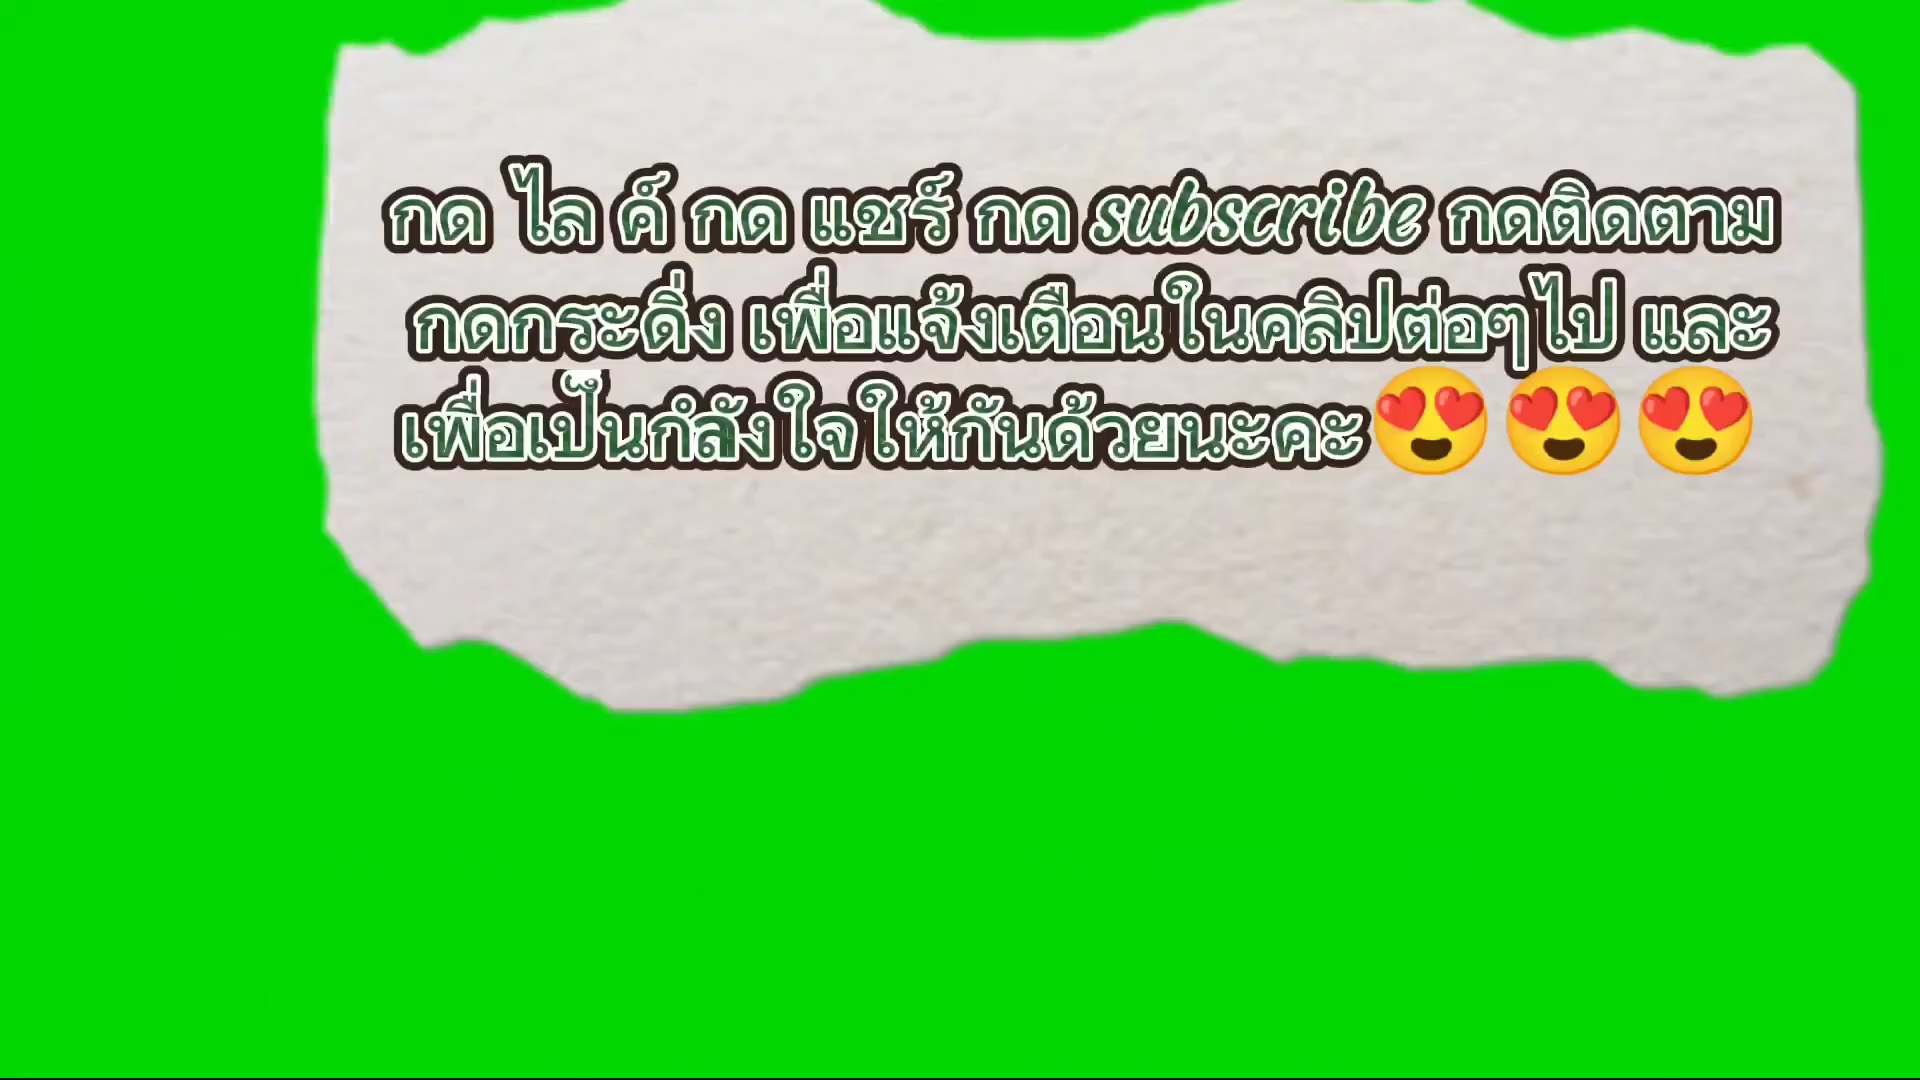 กด ไล ค์ กด แชร์ กด subscribe กดติดตาม
กดกระดิ่ง เพื่อแจ้งเตือนในคลิปต่อๆไป และ
เพื่อเป็นกำลังใจให้กันด้วยนะคะ😍😍😍